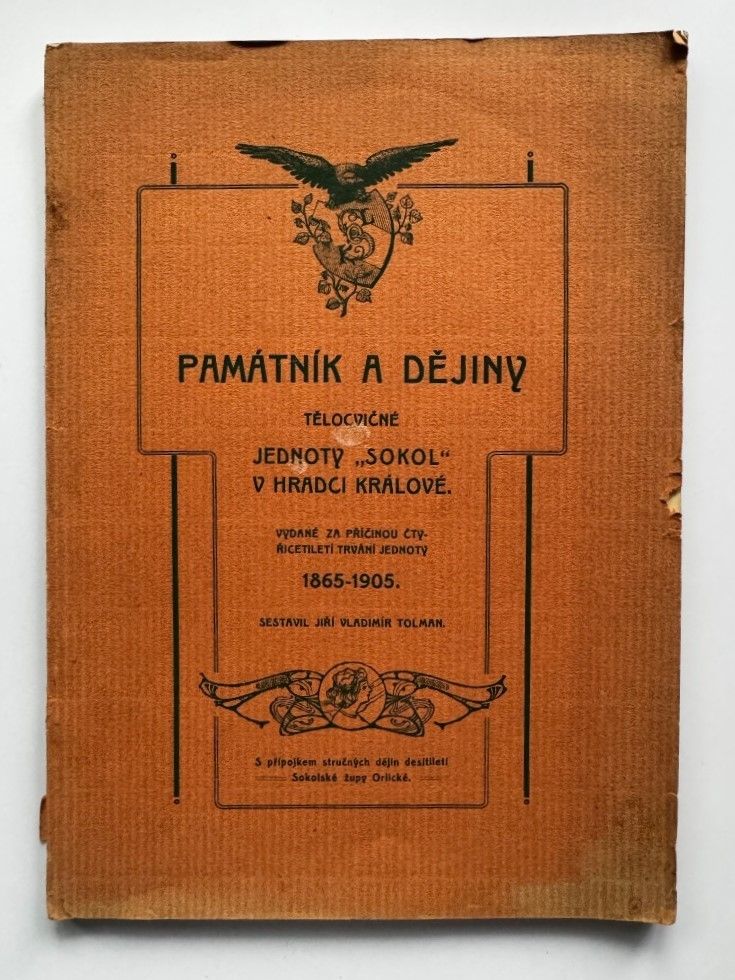 PAMÁTNÍK A DĚJINY
TĚLOCVIČNÉ
JEDNOTY „SOKOL“
V HRADCI KRÁLOVÉ.
VYDANÉ ZA PŘÍČINOU ČTY-
ŘICETILETÍ TRVÁNÍ JEDNOTY
1865-1905.
SESTAVIL JIŘÍ VLADIMÍR TOLMAN.
S přípojkem stručných dějin desítiletí
Sokolské župy Orlické.